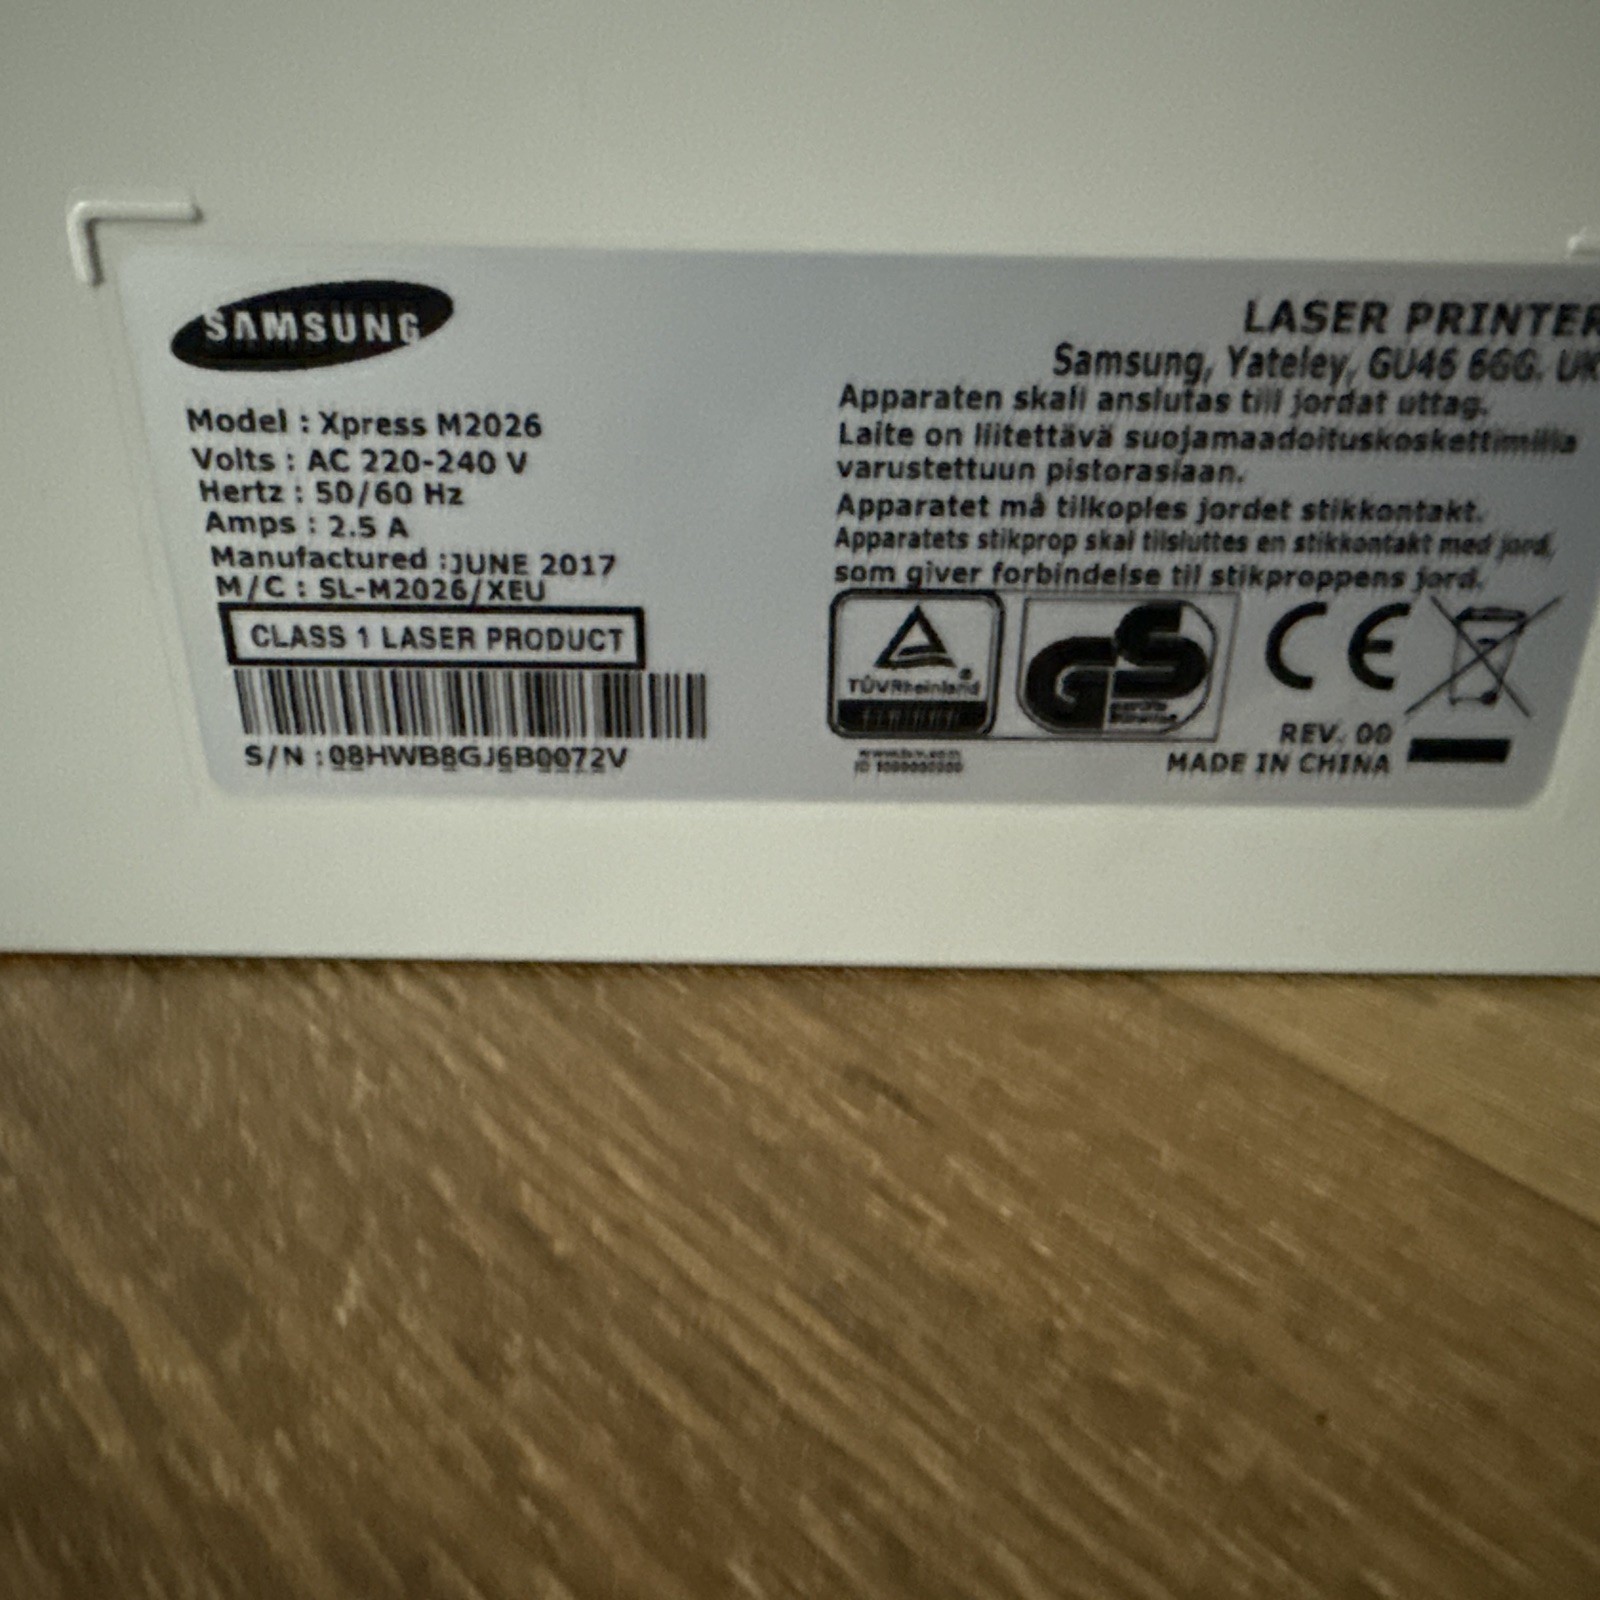 SAMSUNG
Model : Xpress M2026
Volts : AC 220-240 V
Hertz : 50/60 Hz
Amps : 2.5 A
Manufactured :JUNE 2017
M/C : SL-M2026/XEU
CLASS 1 LASER PRODUCT
S/N :08HWB8GJ6B0072V
LASER PRINTER
Samsung, Yateley, GU46 6GG. UK
Apparaten skall anslutas till jordat uttag.
Laite on liitettävä suojamaadoituskoskettimilla
varustettuun pistorasiaan.
Apparatet må tilkoples jordet stikkontakt.
Apparatets stikprop skal tilsluttes en stikkontakt med jord,
som giver forbindelse til stikproppens jord.
TÜVRheinland
GS
CE
REV. 00
MADE IN CHINA